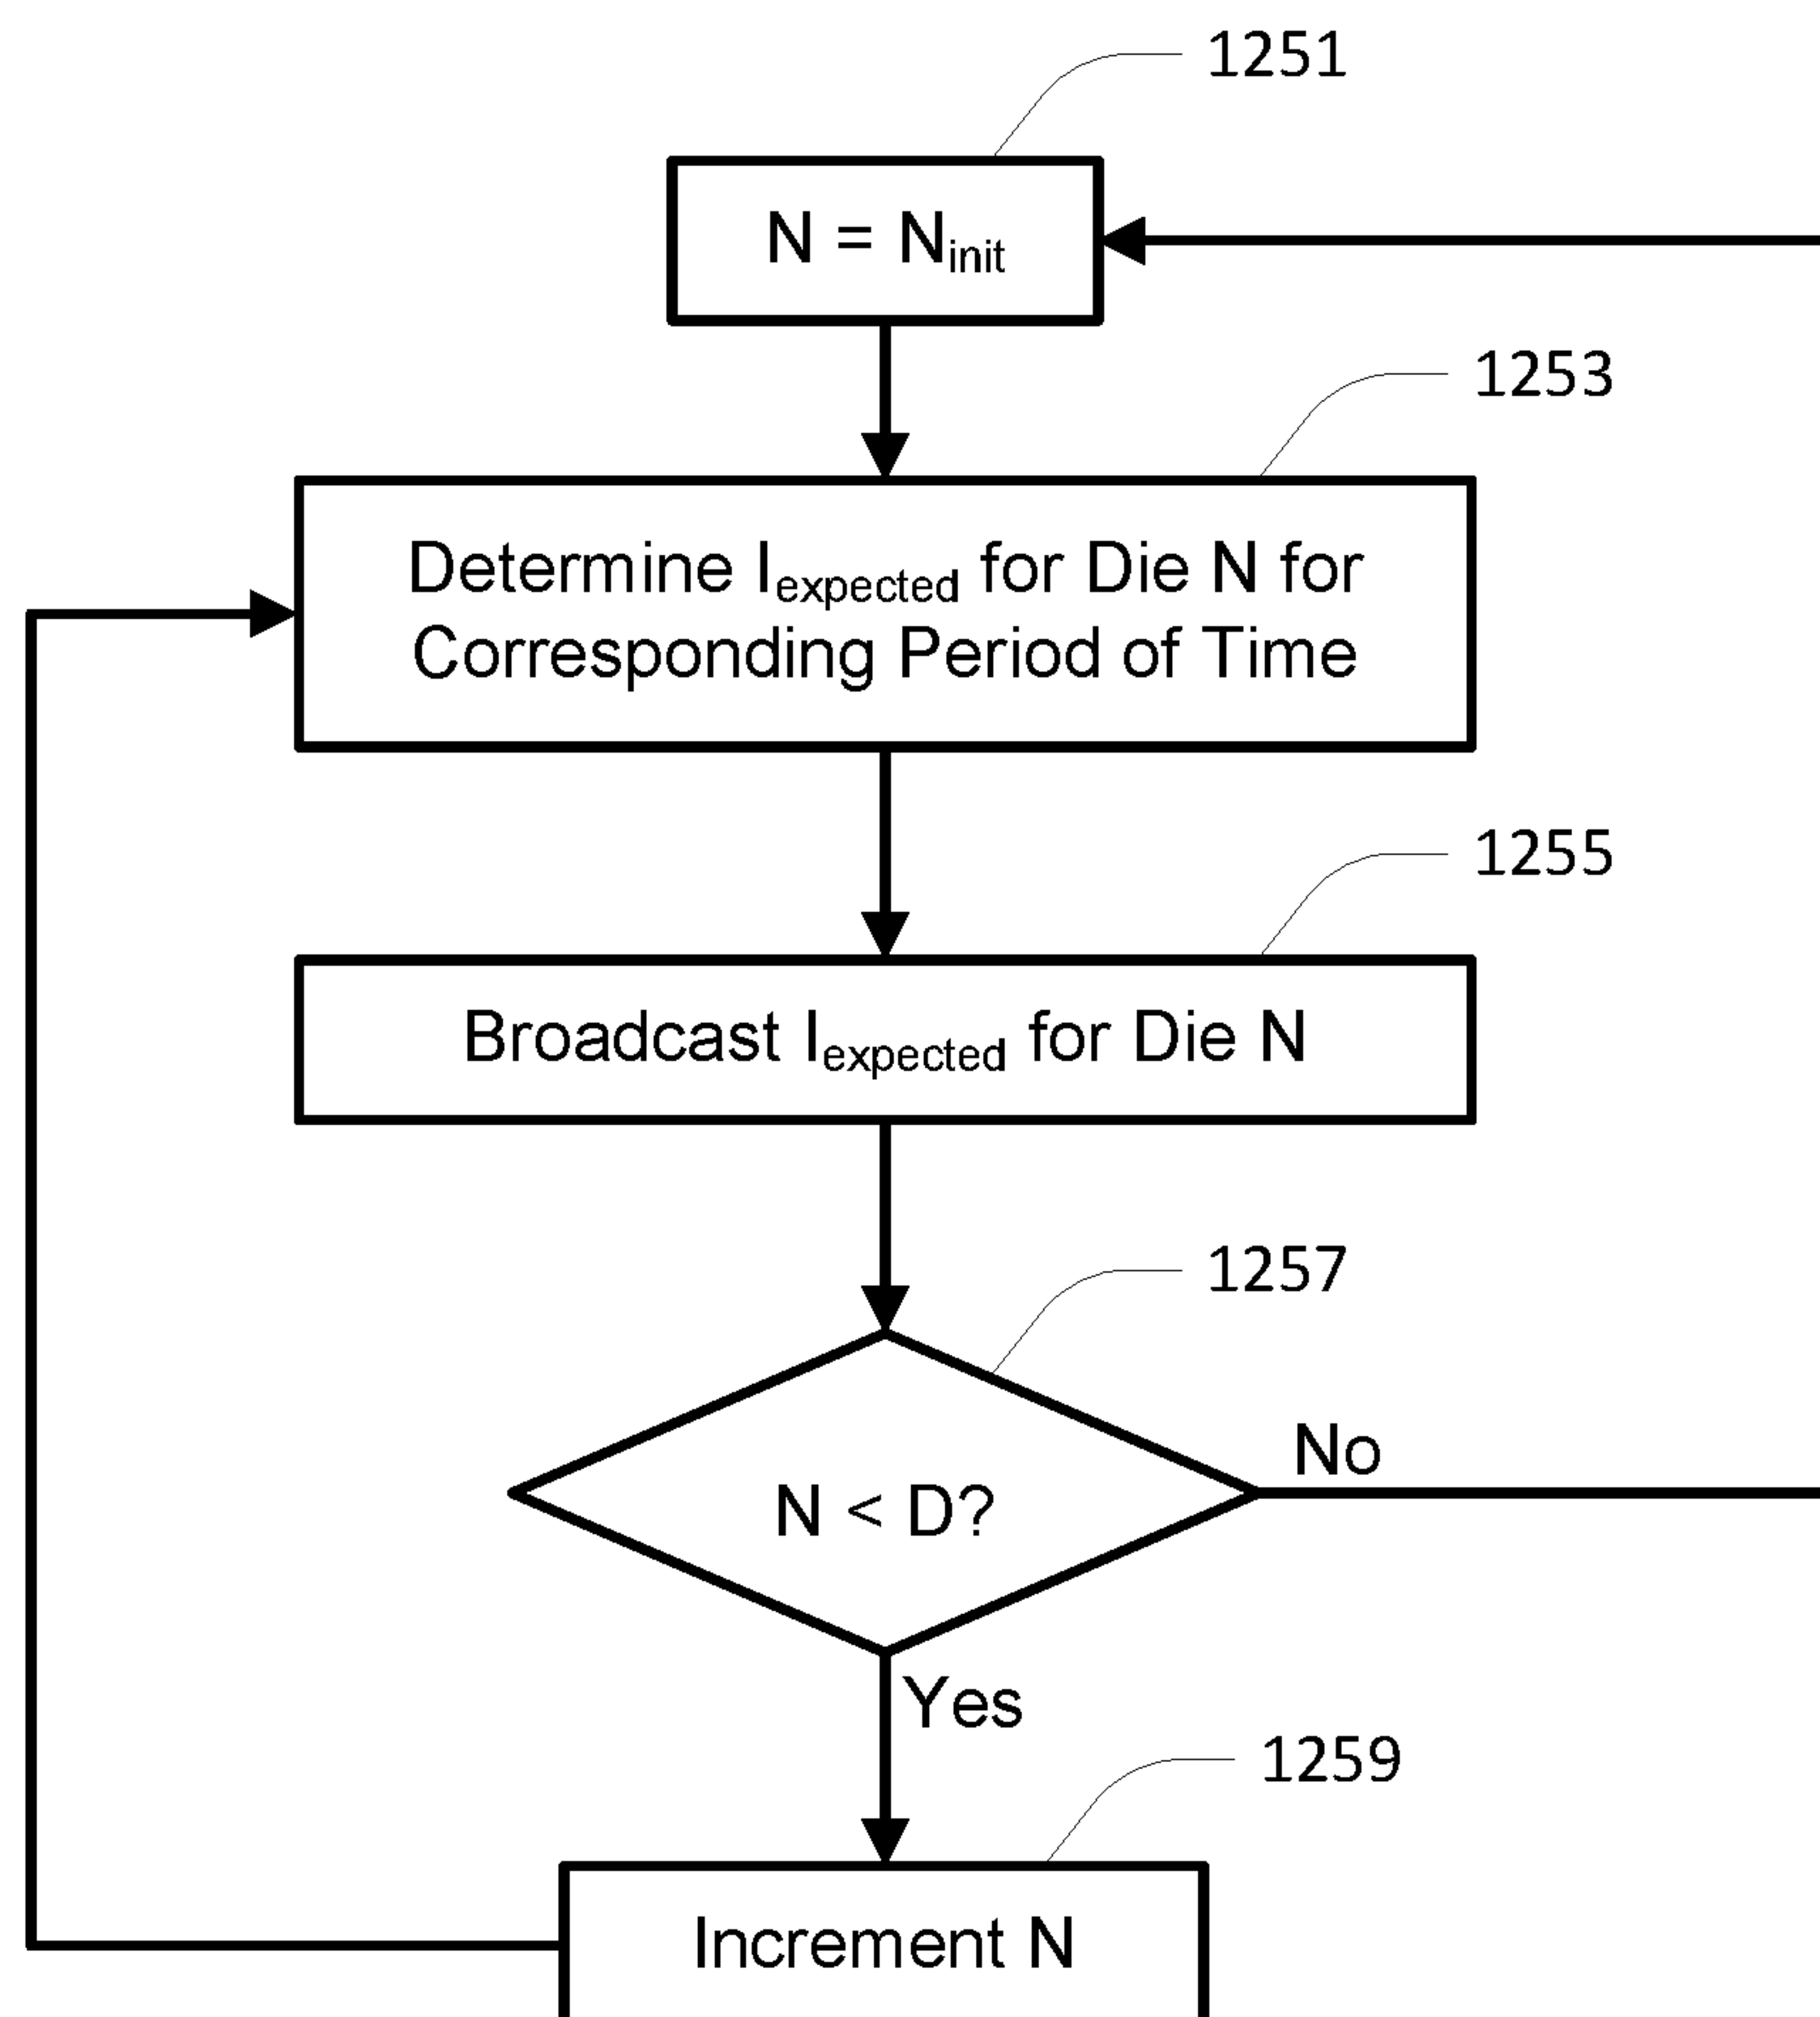 1251
N = Ninit
1253
Determine Iexpected for Die N for
Corresponding Period of Time
1255
Broadcast Iexpected for Die N
1257
N < D?
No
Yes
1259
Increment N